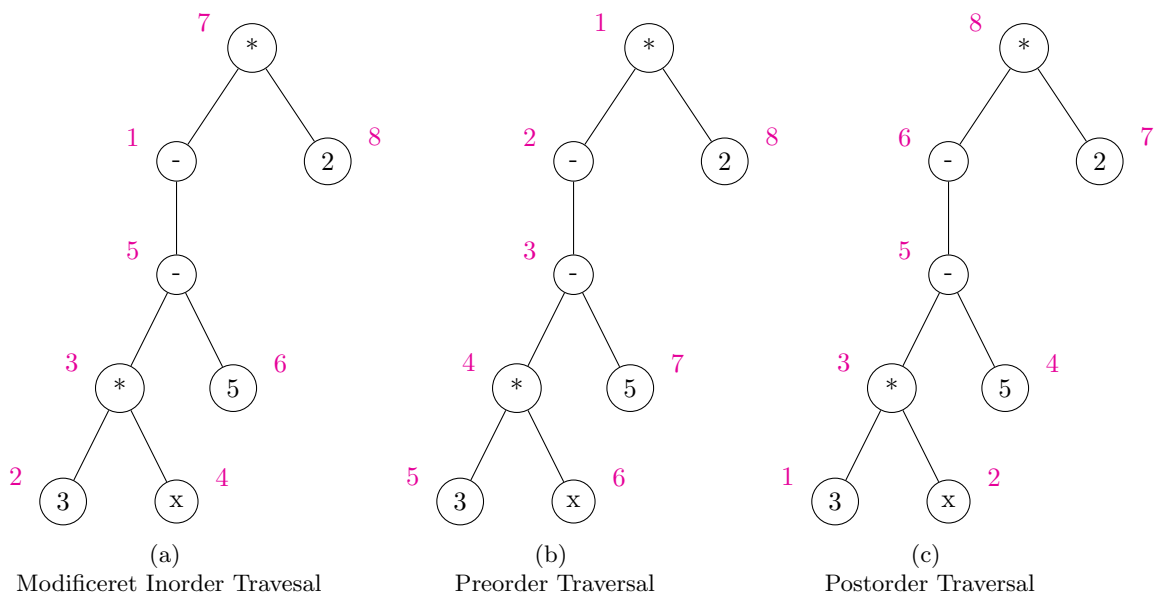 7 * 1 * 8 *
1 - 2 8 2 - 2 8 6 - 2 7
5 - 3 - 5 -
3 * 5 6 4 * 5 7 3 * 5 4
2 3 x 4 5 3 x 6 1 3 x 2
(a) (b) (c)
Modificeret Inorder Travesal Preorder Traversal Postorder Traversal